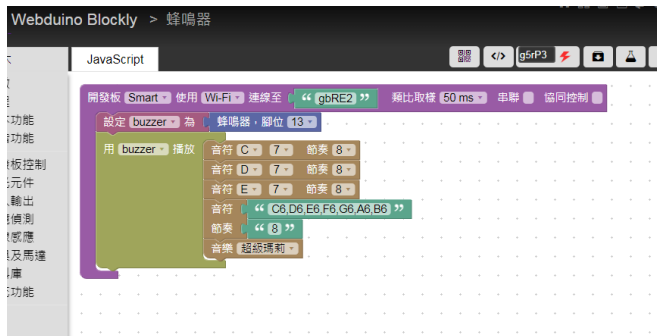 Webduino Blockly > 蜂鳴器
JavaScript
</> g5rP3
開發板 Smart 使用 Wi-Fi 連線至 “ gbRE2 ” 類比取樣 50 ms 串聯 協同控制
設定 buzzer 為 蜂鳴器，腳位 13
用 buzzer 播放 音符 C 7 節奏 8
音符 D 7 節奏 8
音符 E 7 節奏 8
音符 “ C6,D6,E6,F6,G6,A6,B6 ”
節奏 “ 8 ”
音樂 超級瑪莉
功能
功能
板控制
元件
輸出
偵測
感應
及馬達
庫
功能